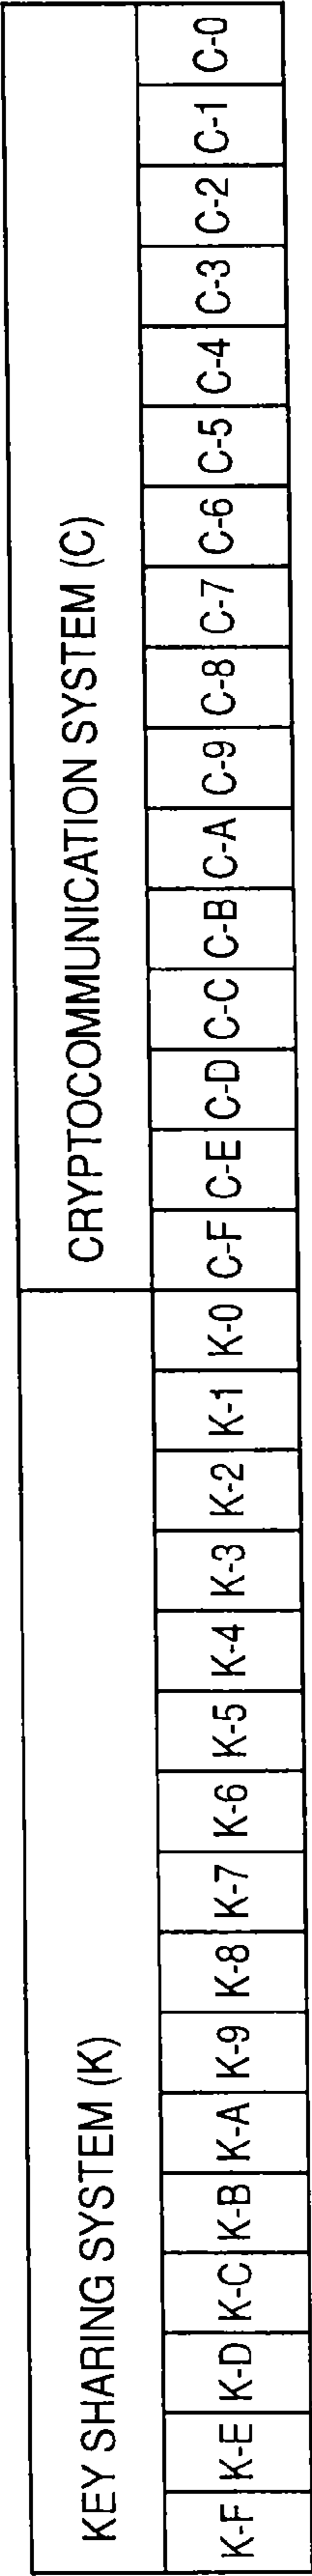 KEY SHARING SYSTEM (K) CRYPTOCOMMUNICATION SYSTEM (C)
K-F K-E K-D K-C K-B K-A K-9 K-8 K-7 K-6 K-5 K-4 K-3 K-2 K-1 K-0 C-F C-E C-D C-C C-B C-A C-9 C-8 C-7 C-6 C-5 C-4 C-3 C-2 C-1 C-0